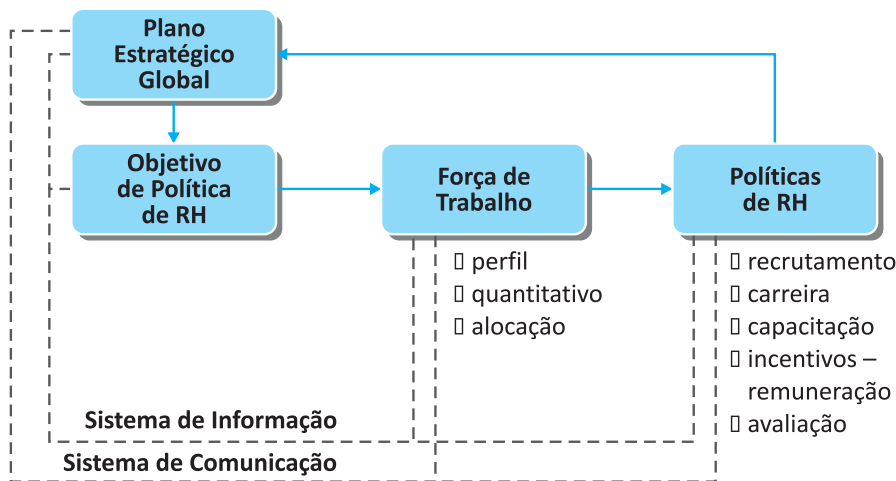 Plano
Estratégico
Global
Objetivo
de Política
de RH
Força de
Trabalho
Políticas
de RH
▯ perfil
▯ quantitativo
▯ alocação
▯ recrutamento
▯ carreira
▯ capacitação
▯ incentivos –
remuneração
▯ avaliação
Sistema de Informação
Sistema de Comunicação